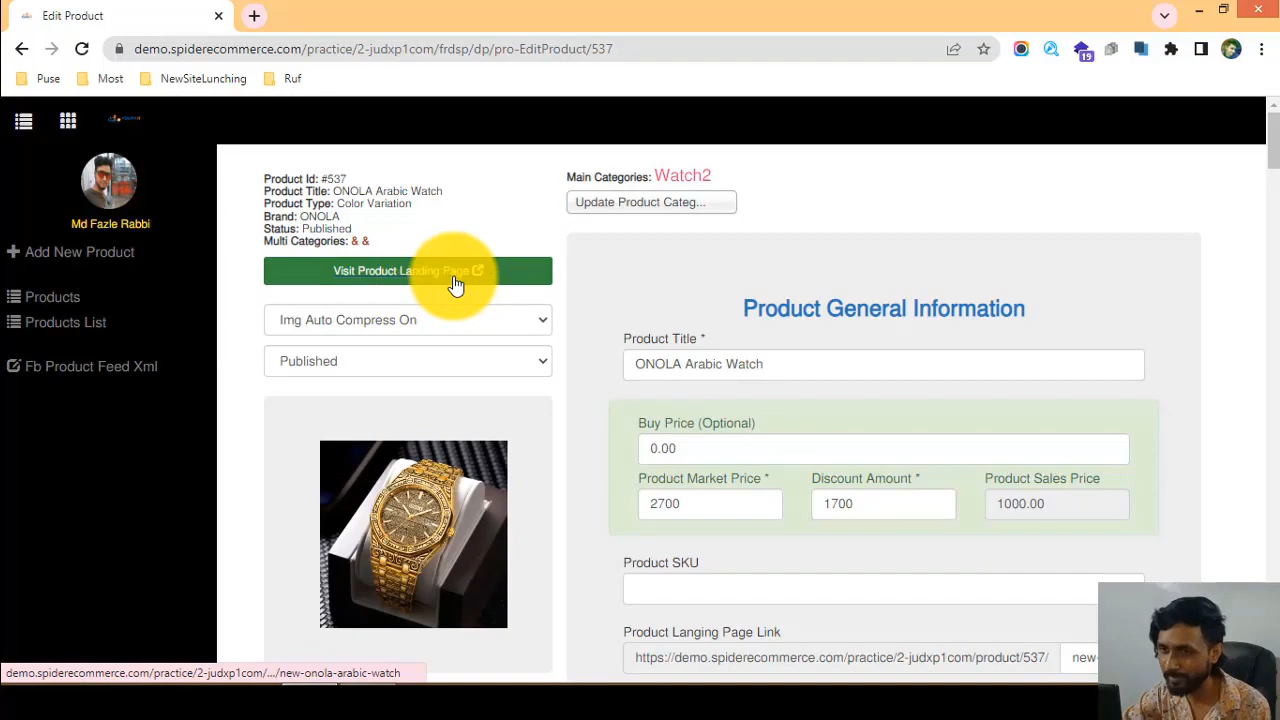 Edit Product
demo.spiderecommerce.com/practice/2-judxp1com/frdsp/dp/pro-EditProduct/537
19
Puse
Most
NewSiteLunching
Ruf
Md Fazle Rabbi
Add New Product
Products
Products List
Fb Product Feed Xml
Product Id: #537
Product Title: ONOLA Arabic Watch
Product Type: Color Variation
Brand: ONOLA
Status: Published
Multi Categories: & &
Visit Product Landing Page
Img Auto Compress On
Published
Main Categories: Watch2
Update Product Categ...
Product General Information
Product Title *
ONOLA Arabic Watch
Buy Price (Optional)
0.00
Product Market Price * Discount Amount * Product Sales Price
2700 1700 1000.00
Product SKU
Product Langing Page Link
https://demo.spiderecommerce.com/practice/2-judxp1com/product/537/ new-
demo.spiderecommerce.com/practice/2-judxp1com/.../new-onola-arabic-watch